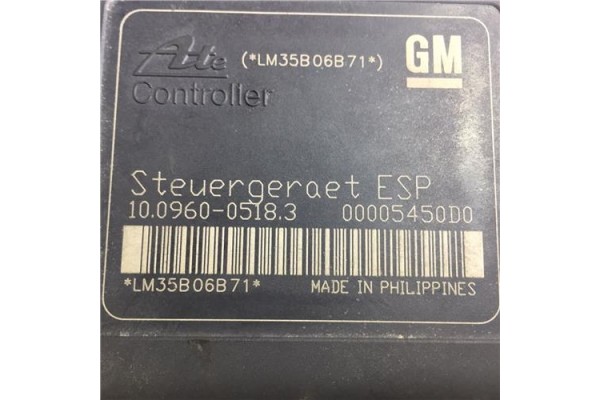 Ate (*LM35B06B71*) GM
Controller
Steuergeraet ESP
10.0960-0518.3 00005450D0
*LM35B06B71* MADE IN PHILIPPINES